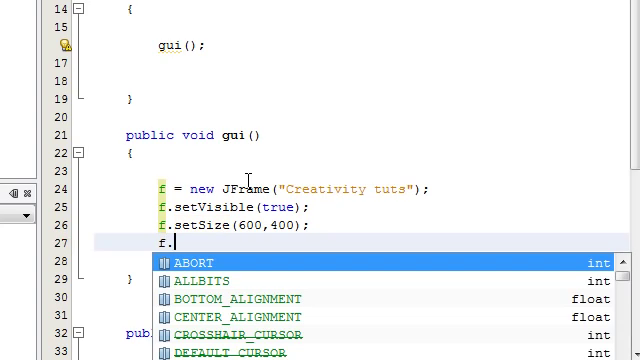 14 {
15
gui();
17
18
19 }
20
21 public void gui()
22 {
23
24 f = new JFrame("Creativity tuts");
25 f.setVisible(true);
26 f.setSize(600,400);
27 f.
28 ABORT int
29 } ALLBITS int
30 BOTTOM_ALIGNMENT float
31 CENTER_ALIGNMENT float
32 pub CROSSHAIR_CURSOR int
33 DEFAULT_CURSOR int